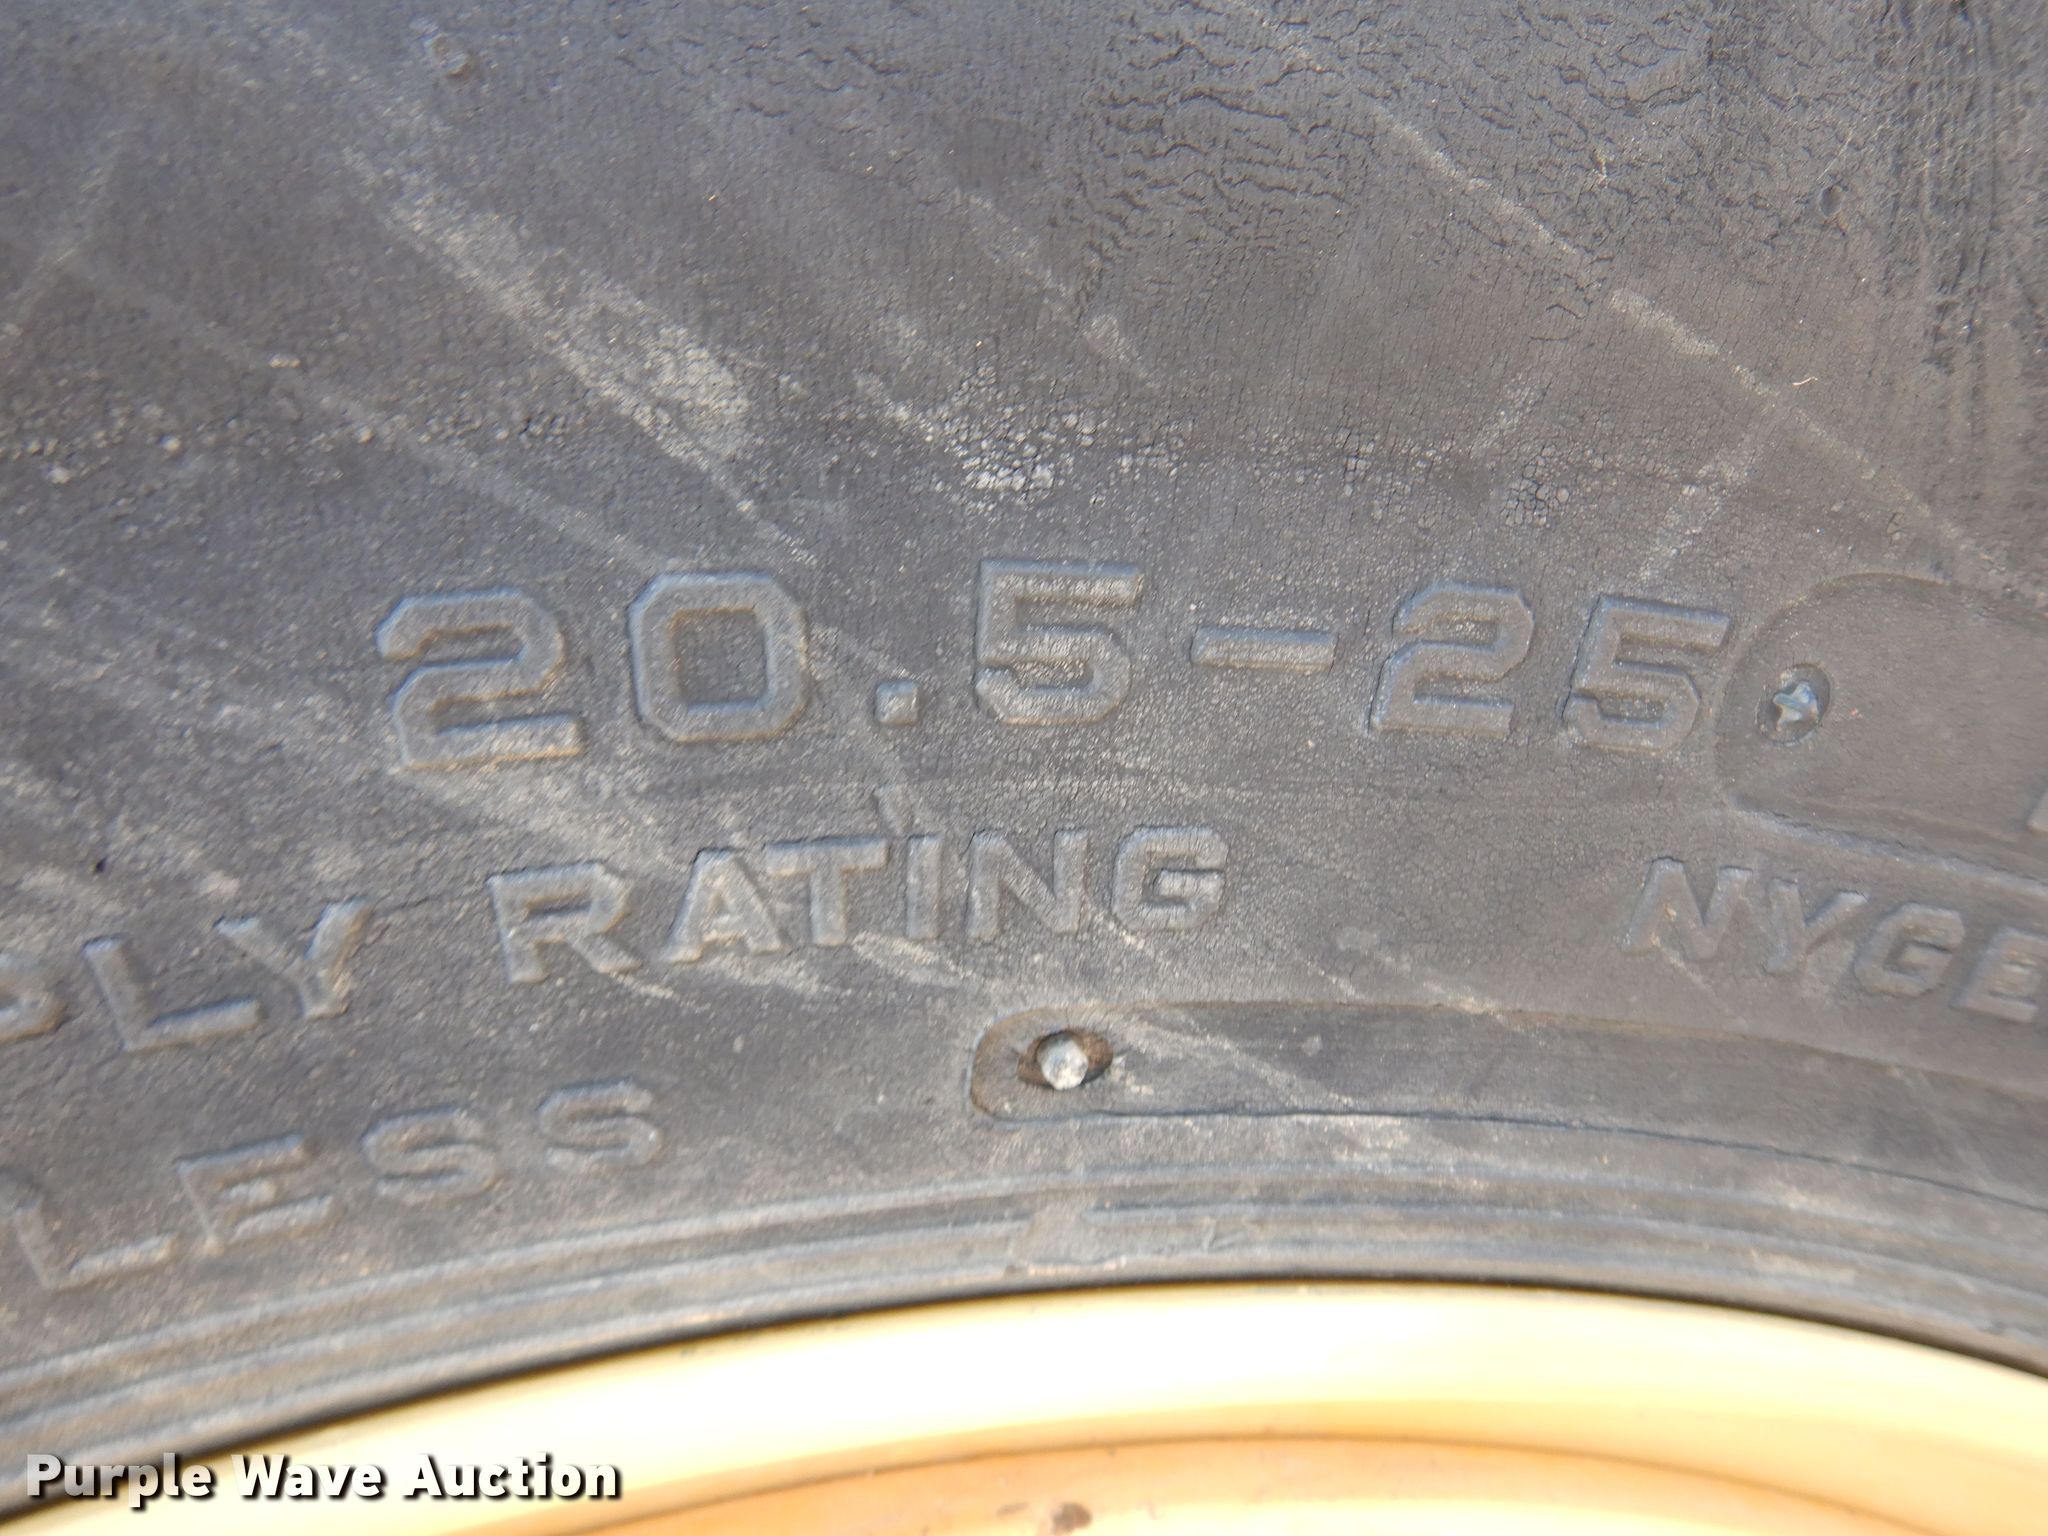 20.5-25
PLY RATING
NYGE
LESS
Purple Wave Auction